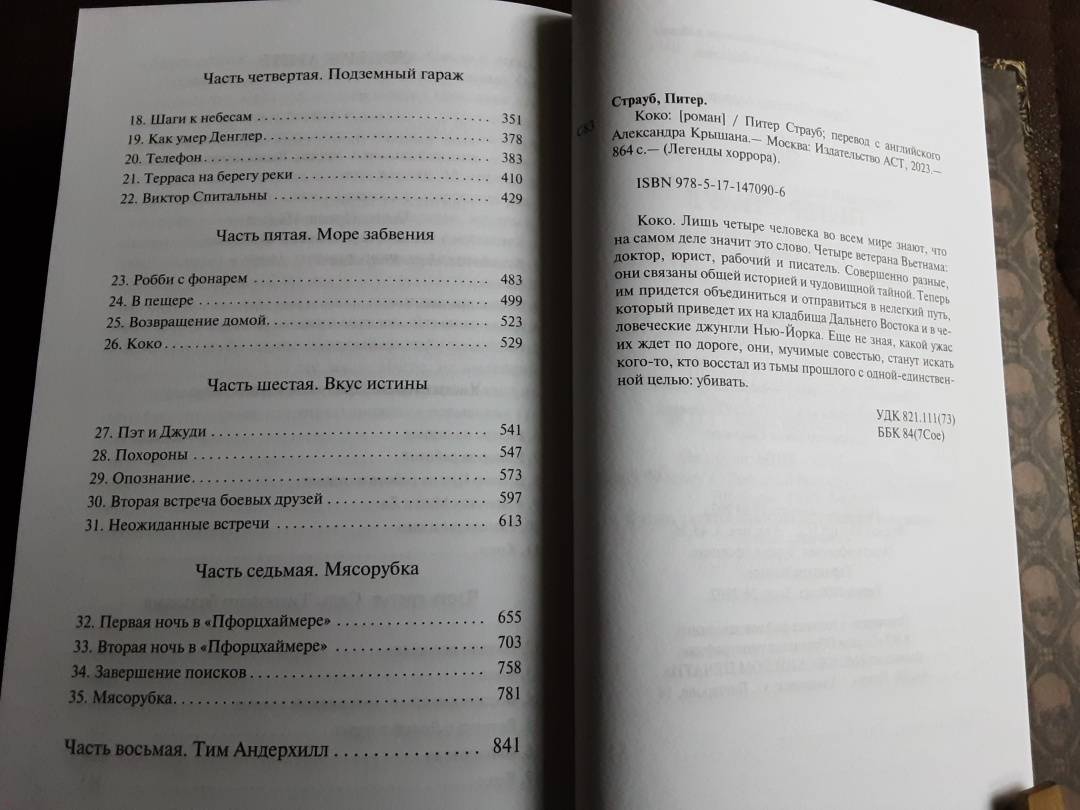 Часть четвертая. Подземный гараж
18. Шаги к небесам . . . . . . . . . . . . . . . . . . . . . . . 351
19. Как умер Денглер. . . . . . . . . . . . . . . . . . . . . . 378
20. Телефон. . . . . . . . . . . . . . . . . . . . . . . . . . . . 383
21. Терраса на берегу реки . . . . . . . . . . . . . . . . . . 410
22. Виктор Спитальны . . . . . . . . . . . . . . . . . . . . . 429
Часть пятая. Море забвения
23. Робби с фонарем . . . . . . . . . . . . . . . . . . . . . . 483
24. В пещере . . . . . . . . . . . . . . . . . . . . . . . . . . . 499
25. Возвращение домой. . . . . . . . . . . . . . . . . . . . . 523
26. Коко . . . . . . . . . . . . . . . . . . . . . . . . . . . . . . 529
Часть шестая. Вкус истины
27. Пэт и Джуди . . . . . . . . . . . . . . . . . . . . . . . . . 541
28. Похороны . . . . . . . . . . . . . . . . . . . . . . . . . . . 547
29. Опознание. . . . . . . . . . . . . . . . . . . . . . . . . . . 573
30. Вторая встреча боевых друзей . . . . . . . . . . . . . . 597
31. Неожиданные встречи . . . . . . . . . . . . . . . . . . . 613
Часть седьмая. Мясорубка
32. Первая ночь в «Пфорцхаймере» . . . . . . . . . . . . . 655
33. Вторая ночь в «Пфорцхаймере» . . . . . . . . . . . . . 703
34. Завершение поисков . . . . . . . . . . . . . . . . . . . . 758
35. Мясорубка. . . . . . . . . . . . . . . . . . . . . . . . . . . 781
Часть восьмая. Тим Андерхилл . . . . . . . . . . . . . . . 841
Страуб, Питер.
С83
Коко: [роман] / Питер Страуб; перевод с английского
Александра Крышана.— Москва: Издательство АСТ, 2023.—
864 с.— (Легенды хоррора).
ISBN 978-5-17-147090-6
Коко. Лишь четыре человека во всем мире знают, что
на самом деле значит это слово. Четыре ветерана Вьетнама:
доктор, юрист, рабочий и писатель. Совершенно разные,
они связаны общей историей и чудовищной тайной. Теперь
им придется объединиться и отправиться в нелегкий путь,
который приведет их на кладбища Дальнего Востока и в че-
ловеческие джунгли Нью-Йорка. Еще не зная, какой ужас
их ждет по дороге, они, мучимые совестью, станут искать
кого-то, кто восстал из тьмы прошлого с одной-единствен-
ной целью: убивать.
УДК 821.111(73)
ББК 84(7Сое)